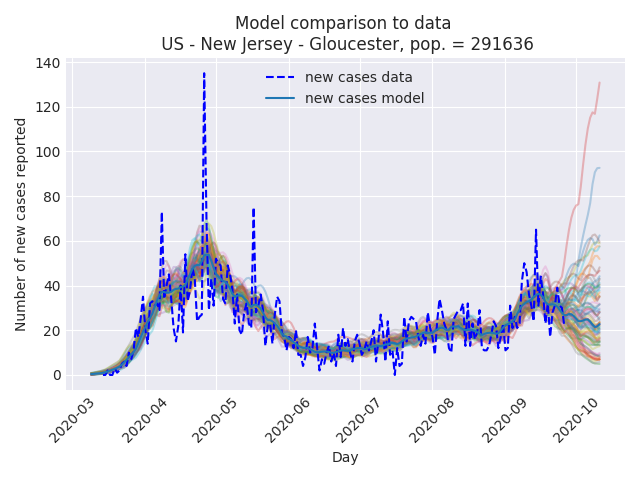 Model comparison to data
US - New Jersey - Gloucester, pop. = 291636
new cases data
new cases model
Number of new cases reported
140
120
100
80
60
40
20
0
2020-03
2020-04
2020-05
2020-06
2020-07
2020-08
2020-09
2020-10
Day